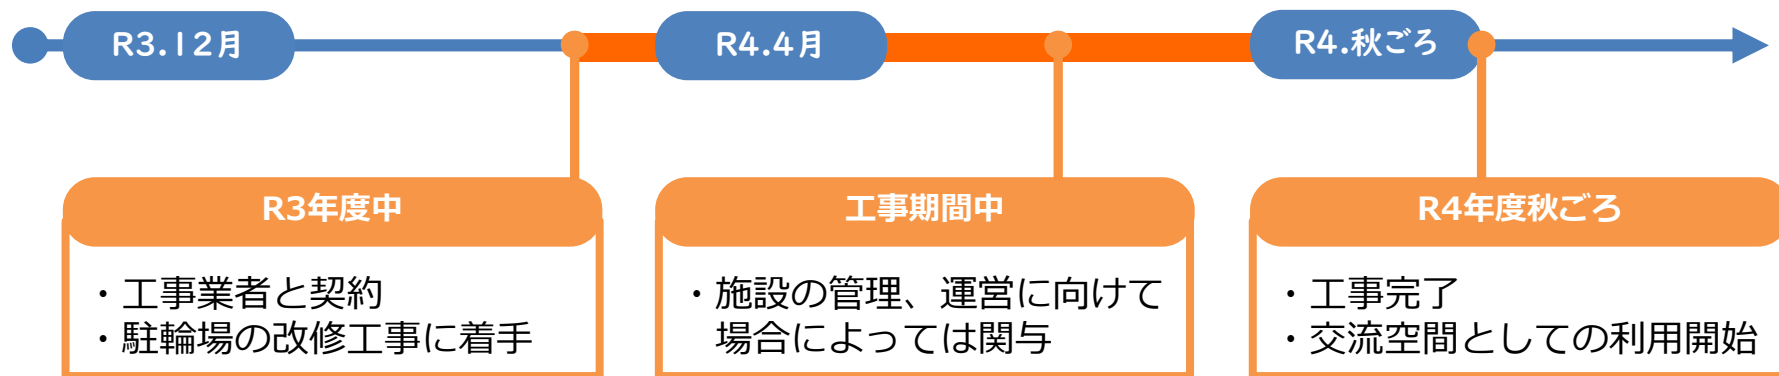 R3.12月
R4.4月
R4.秋ごろ
R3年度中
・工事業者と契約
・駐輪場の改修工事に着手
工事期間中
・施設の管理、運営に向けて
場合によっては関与
R4年度秋ごろ
・工事完了
・交流空間としての利用開始